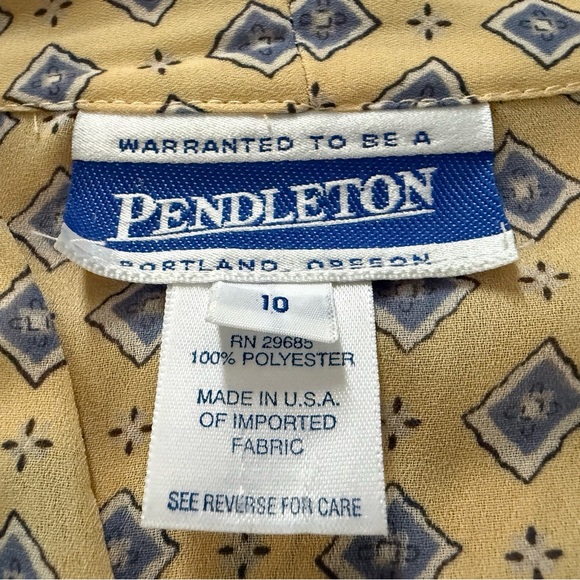 WARRANTED TO BE A
PENDLETON
PORTLAND, OREGON
10
RN 29685
100% POLYESTER
MADE IN U.S.A.
OF IMPORTED
FABRIC
SEE REVERSE FOR CARE